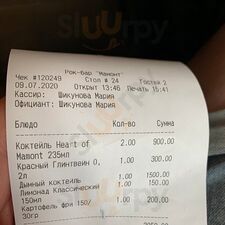 Рок-бар "Мамонт"
Чек #120249 Стол # 24 Гостей 2
09.07.2020 Открыт 13:46 Печать 15:41
Кассир: Шикунова Мария
Официант: Шикунова Мария
Блюдо Кол-во Сумма
Коктейль Heart of 2.00 900.00
Mamont 235мл
Красный Глинтвейн 0, 1.00 300.00
2л
Дымный коктейль 1.00 1500.00
Лимонад Классический 1.00 150.00
150мл
Картофель фри 150/ 1.00 200.00
30гр